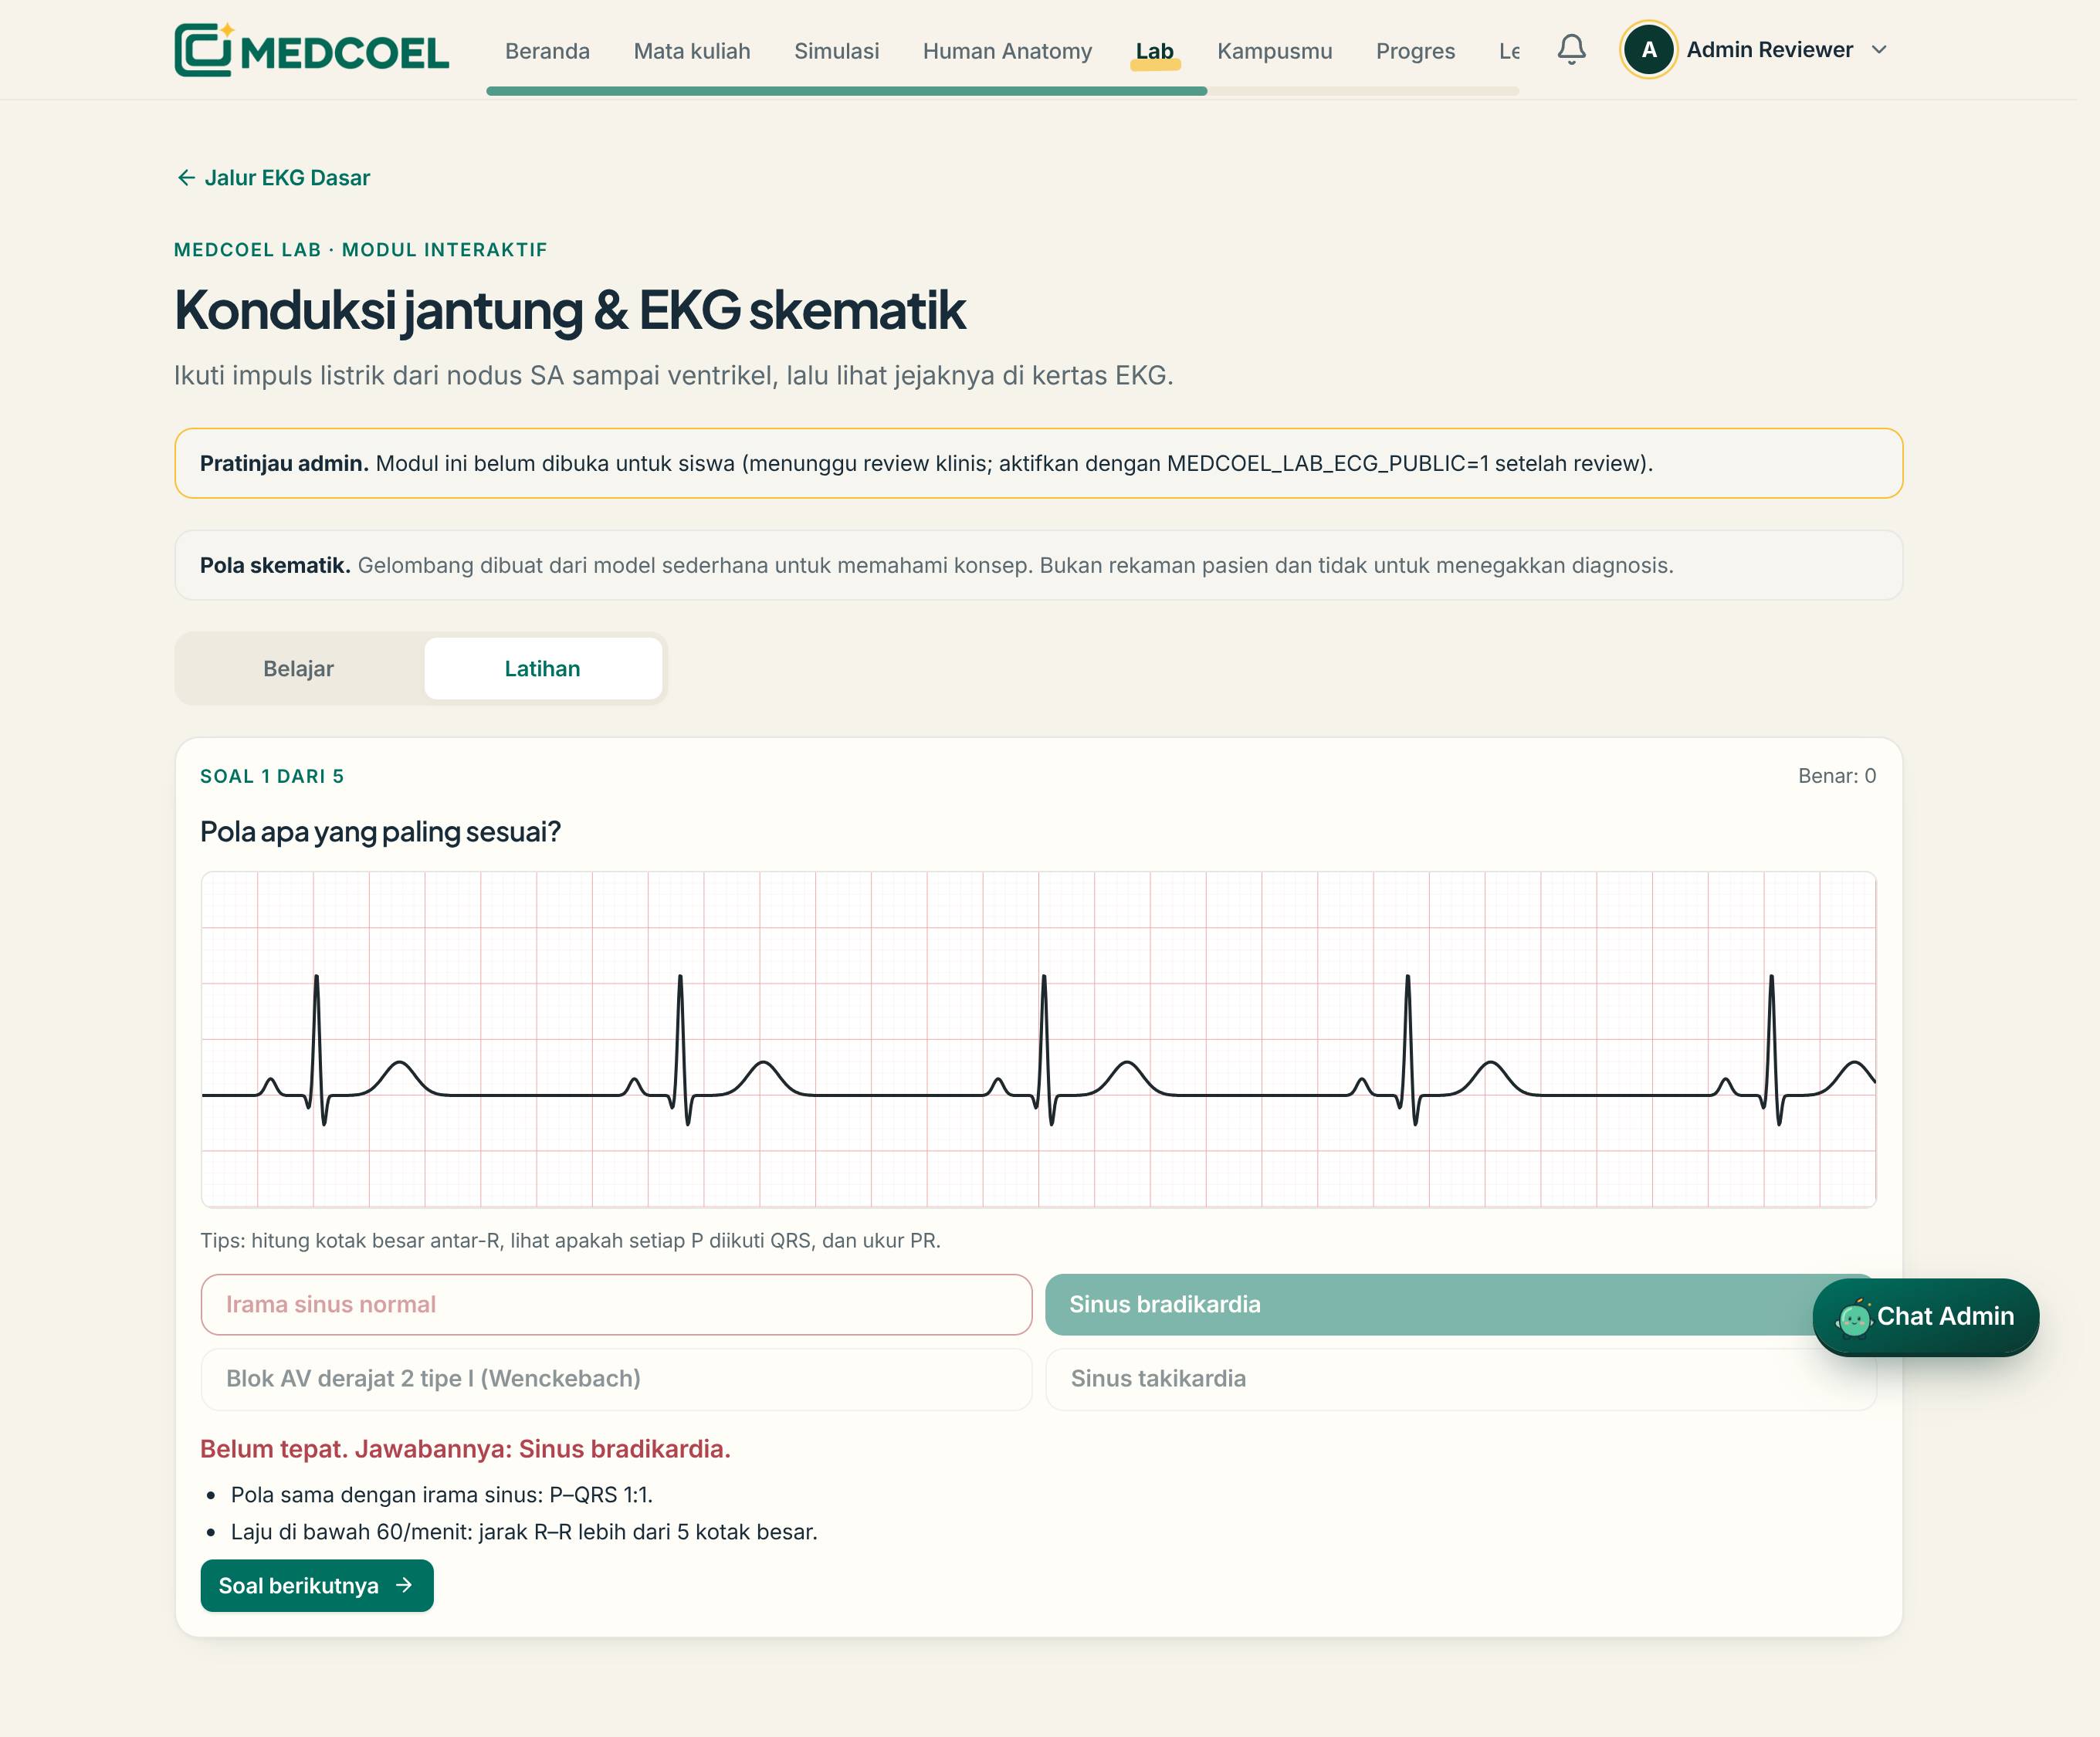 MEDCOEL
Beranda Mata kuliah Simulasi Human Anatomy Lab Kampusmu Progres Le
A Admin Reviewer
← Jalur EKG Dasar
MEDCOEL LAB · MODUL INTERAKTIF
Konduksi jantung & EKG skematik
Ikuti impuls listrik dari nodus SA sampai ventrikel, lalu lihat jejaknya di kertas EKG.
Pratinjau admin. Modul ini belum dibuka untuk siswa (menunggu review klinis; aktifkan dengan MEDCOEL_LAB_ECG_PUBLIC=1 setelah review).
Pola skematik. Gelombang dibuat dari model sederhana untuk memahami konsep. Bukan rekaman pasien dan tidak untuk menegakkan diagnosis.
Belajar Latihan
SOAL 1 DARI 5 Benar: 0
Pola apa yang paling sesuai?
Tips: hitung kotak besar antar-R, lihat apakah setiap P diikuti QRS, dan ukur PR.
Irama sinus normal Sinus bradikardia
Chat Admin
Blok AV derajat 2 tipe I (Wenckebach) Sinus takikardia
Belum tepat. Jawabannya: Sinus bradikardia.
• Pola sama dengan irama sinus: P–QRS 1:1.
• Laju di bawah 60/menit: jarak R–R lebih dari 5 kotak besar.
Soal berikutnya →